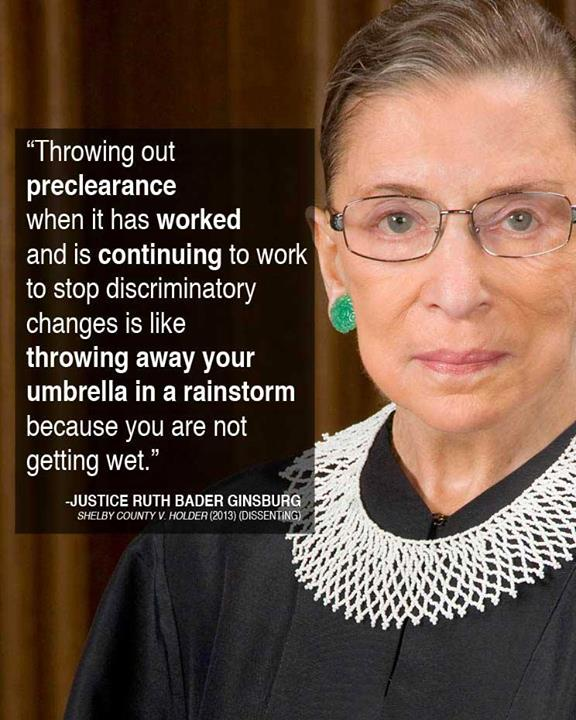 “Throwing out
preclearance
when it has worked
and is continuing to work
to stop discriminatory
changes is like
throwing away your
umbrella in a rainstorm
because you are not
getting wet.”
-JUSTICE RUTH BADER GINSBURG
SHELBY COUNTY V. HOLDER (2013) (DISSENTING)